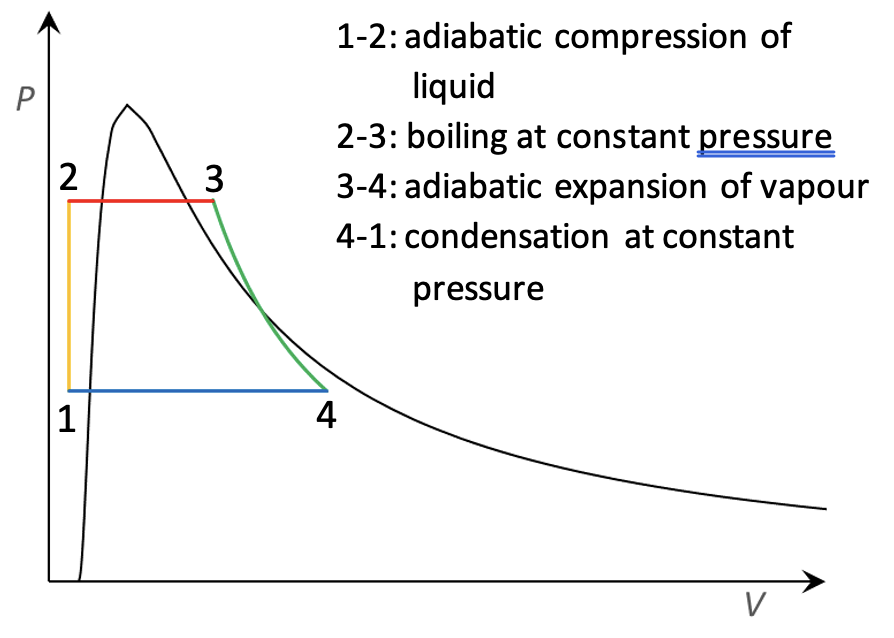 P
1-2: adiabatic compression of
liquid
2-3: boiling at constant pressure
3-4: adiabatic expansion of vapour
4-1: condensation at constant
pressure
2
3
1
4
V